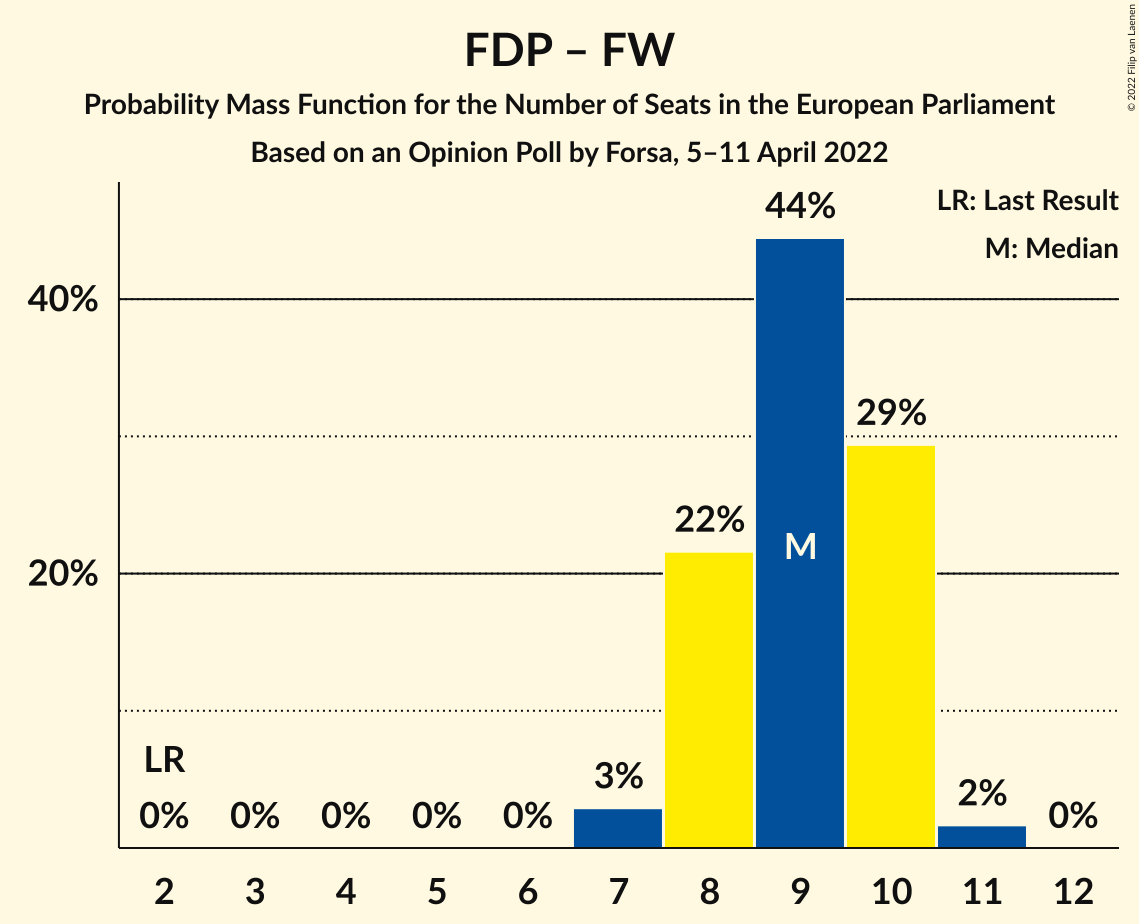 FDP – FW
Probability Mass Function for the Number of Seats in the European Parliament
Based on an Opinion Poll by Forsa, 5–11 April 2022
© 2022 Filip van Laenen
LR: Last Result
M: Median
44%
40%
29%
22%
M
20%
LR
3%
2%
0% 0% 0% 0% 0% 0%
2 3 4 5 6 7 8 9 10 11 12